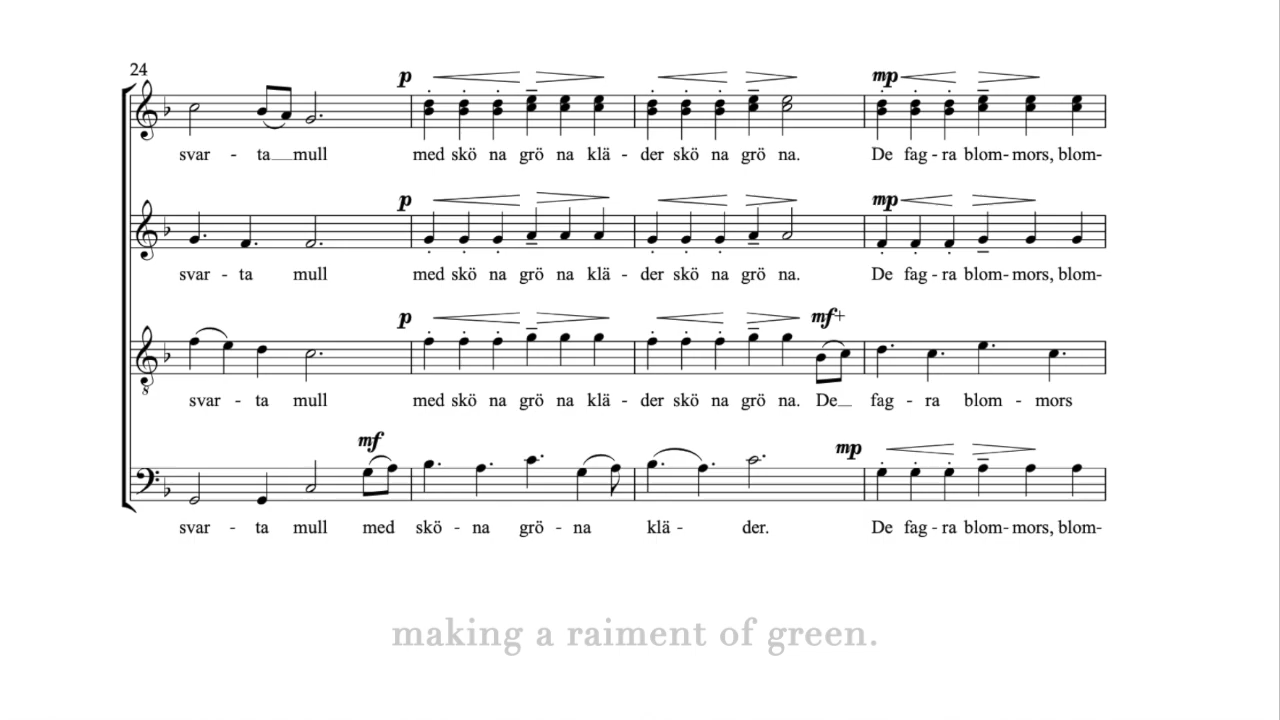 24
p mp
svar - ta mull med skö na grö na klä - der skö na grö na. De fag - ra blom - mors, blom-
p mp
svar - ta mull med skö na grö na klä - der skö na grö na. De fag - ra blom - mors, blom-
p mf+
8
svar - ta mull med skö na grö na klä - der skö na grö na. De fag - ra blom - mors
mf mp
svar - ta mull med skö - na grö - na klä - der. De fag - ra blom - mors, blom-
making a raiment of green.